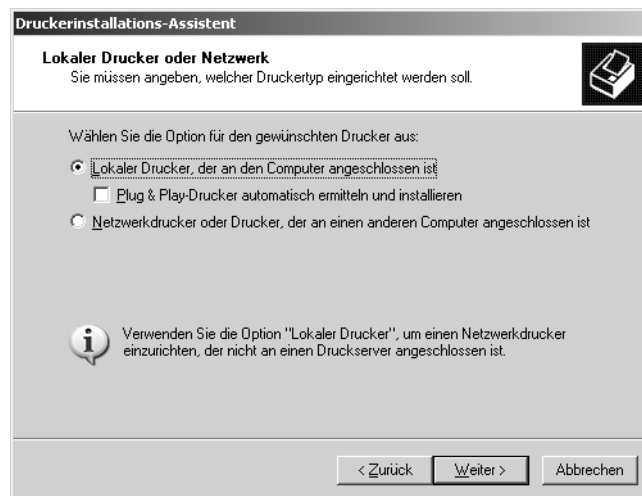 Druckerinstallations-Assistent
Lokaler Drucker oder Netzwerk
Sie müssen angeben, welcher Druckertyp eingerichtet werden soll.
Wählen Sie die Option für den gewünschten Drucker aus:
Lokaler Drucker, der an den Computer angeschlossen ist
Plug & Play-Drucker automatisch ermitteln und installieren
Netzwerkdrucker oder Drucker, der an einen anderen Computer angeschlossen ist
Verwenden Sie die Option "Lokaler Drucker", um einen Netzwerkdrucker
einzurichten, der nicht an einen Druckserver angeschlossen ist.
< Zurück Weiter > Abbrechen